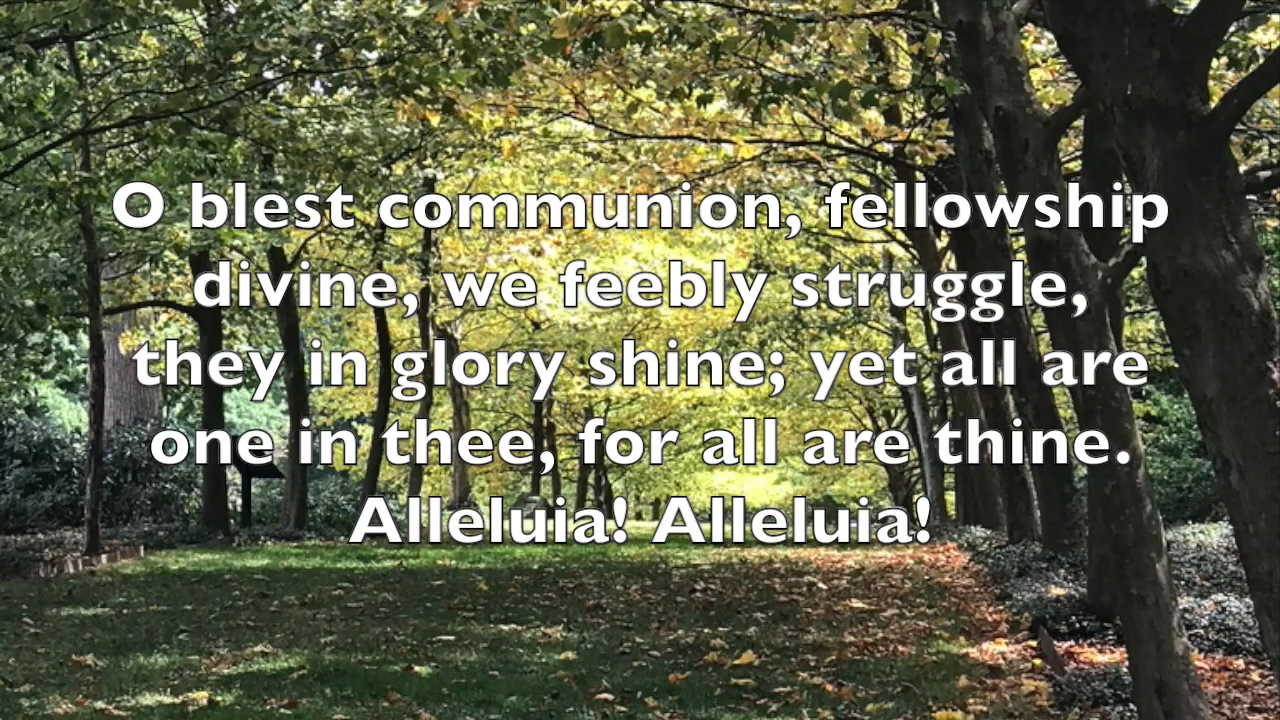 O blest communion, fellowship
divine, we feebly struggle,
they in glory shine; yet all are
one in thee, for all are thine.
Alleluia! Alleluia!